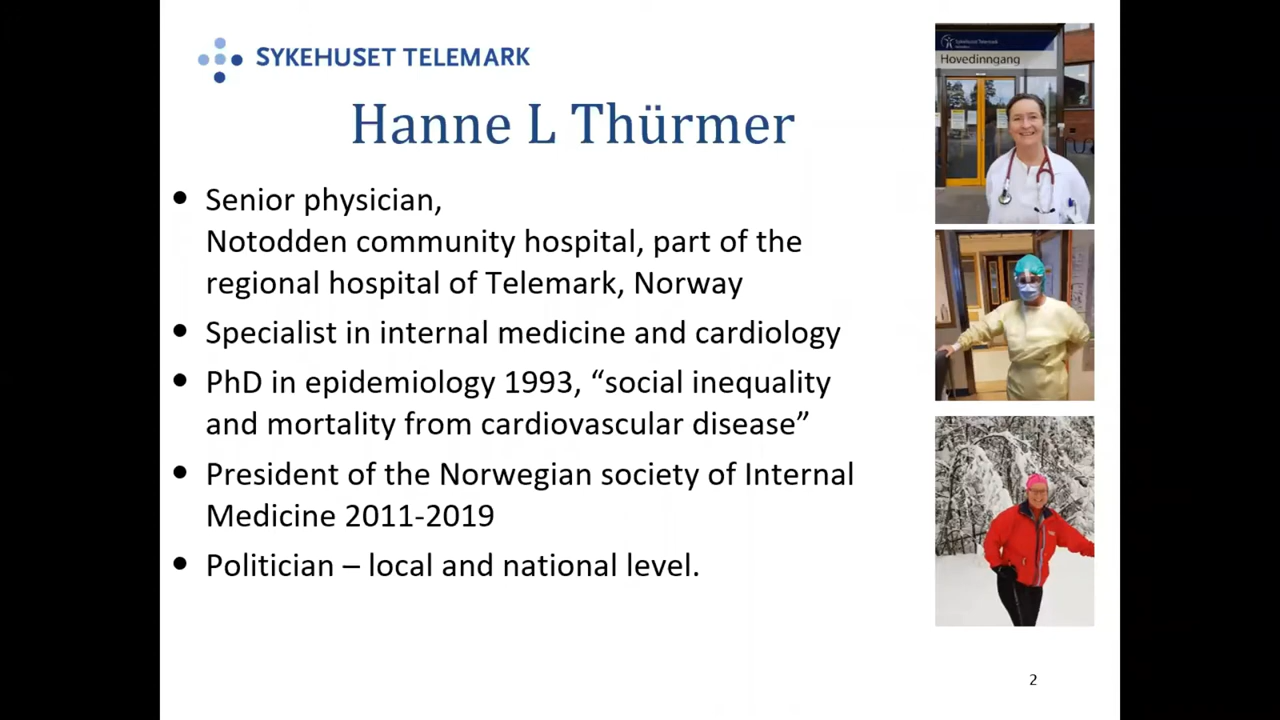 SYKEHUSET TELEMARK
Hanne L Thürmer
• Senior physician,
Notodden community hospital, part of the
regional hospital of Telemark, Norway
• Specialist in internal medicine and cardiology
• PhD in epidemiology 1993, “social inequality
and mortality from cardiovascular disease”
• President of the Norwegian society of Internal
Medicine 2011-2019
• Politician – local and national level.
Sykehuset Telemark
Hovedinngang
2